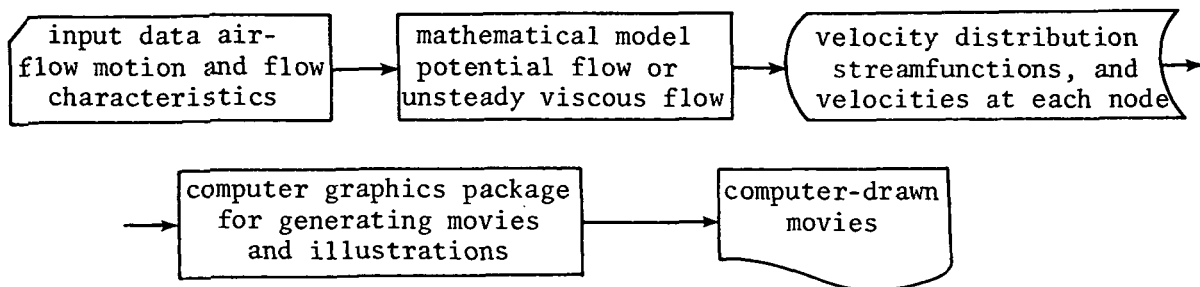 input data air-
flow motion and flow
characteristics
mathematical model
potential flow or
unsteady viscous flow
velocity distribution
streamfunctions, and
velocities at each node
computer graphics package
for generating movies
and illustrations
computer-drawn
movies